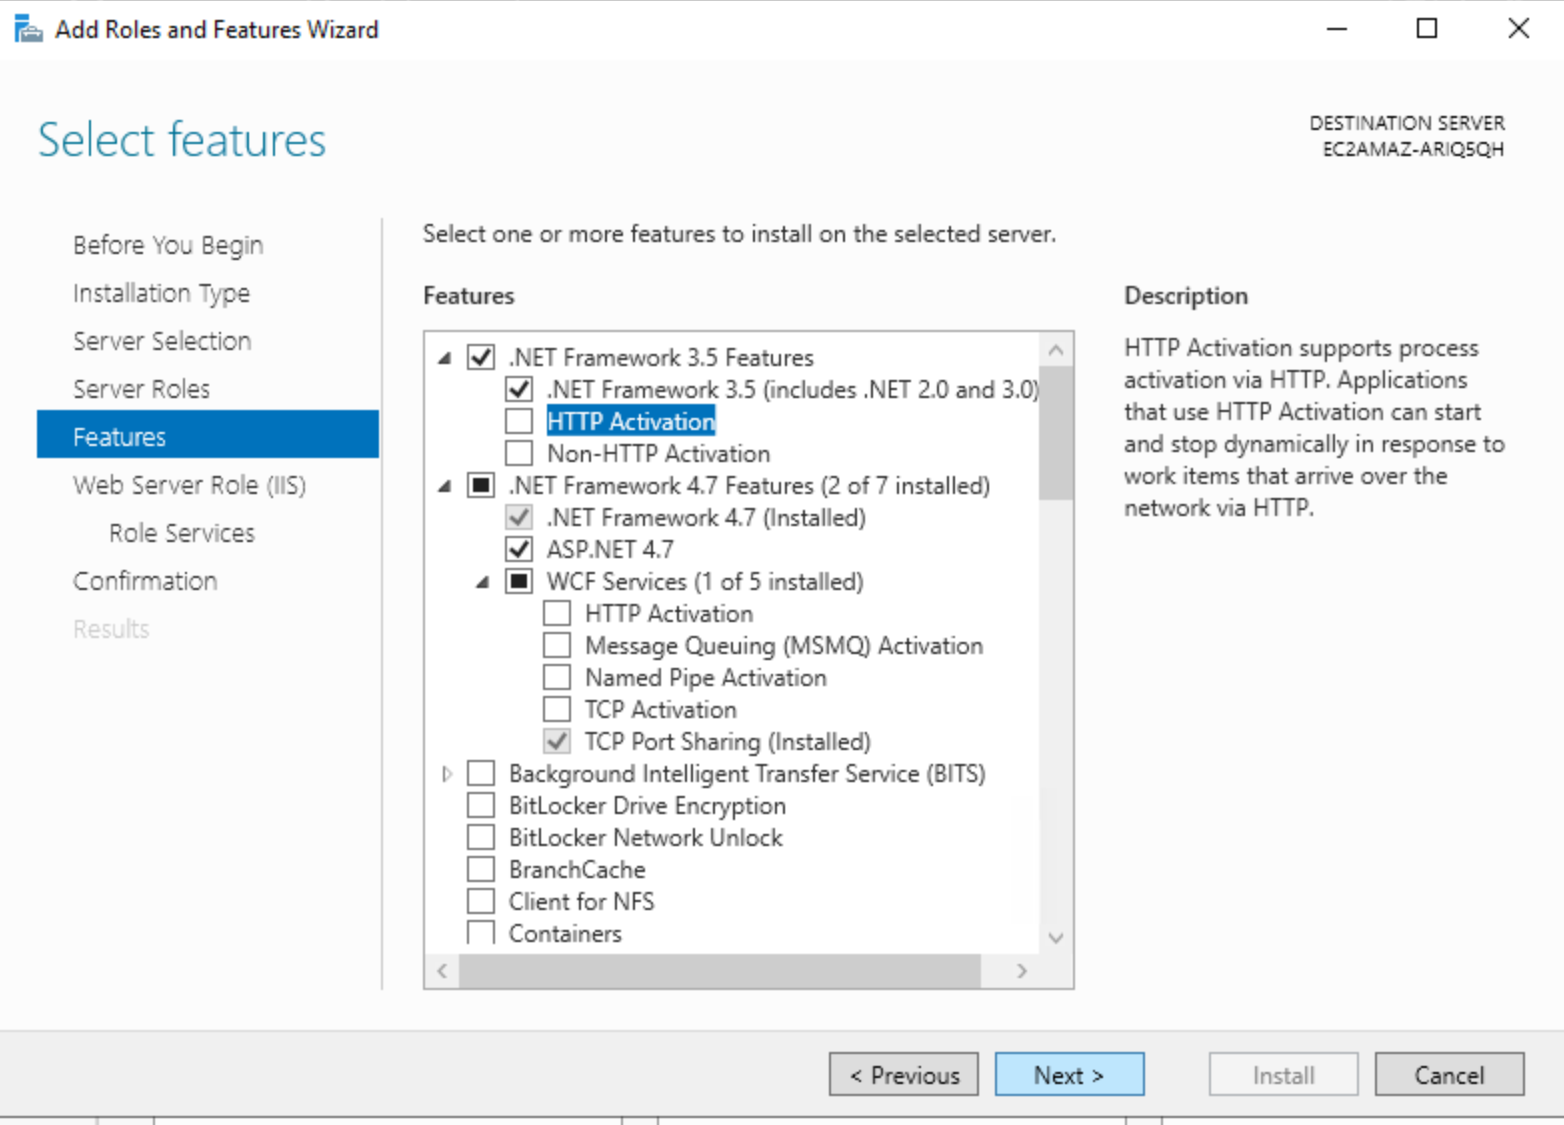 Add Roles and Features Wizard
Select features
DESTINATION SERVER
EC2AMAZ-ARIQ5QH
Before You Begin
Installation Type
Server Selection
Server Roles
Features
Web Server Role (IIS)
Role Services
Confirmation
Results
Select one or more features to install on the selected server.
Features
.NET Framework 3.5 Features
.NET Framework 3.5 (includes .NET 2.0 and 3.0)
HTTP Activation
Non-HTTP Activation
.NET Framework 4.7 Features (2 of 7 installed)
.NET Framework 4.7 (Installed)
ASP.NET 4.7
WCF Services (1 of 5 installed)
HTTP Activation
Message Queuing (MSMQ) Activation
Named Pipe Activation
TCP Activation
TCP Port Sharing (Installed)
Background Intelligent Transfer Service (BITS)
BitLocker Drive Encryption
BitLocker Network Unlock
BranchCache
Client for NFS
Containers
Description
HTTP Activation supports process
activation via HTTP. Applications
that use HTTP Activation can start
and stop dynamically in response to
work items that arrive over the
network via HTTP.
< Previous
Next >
Install
Cancel